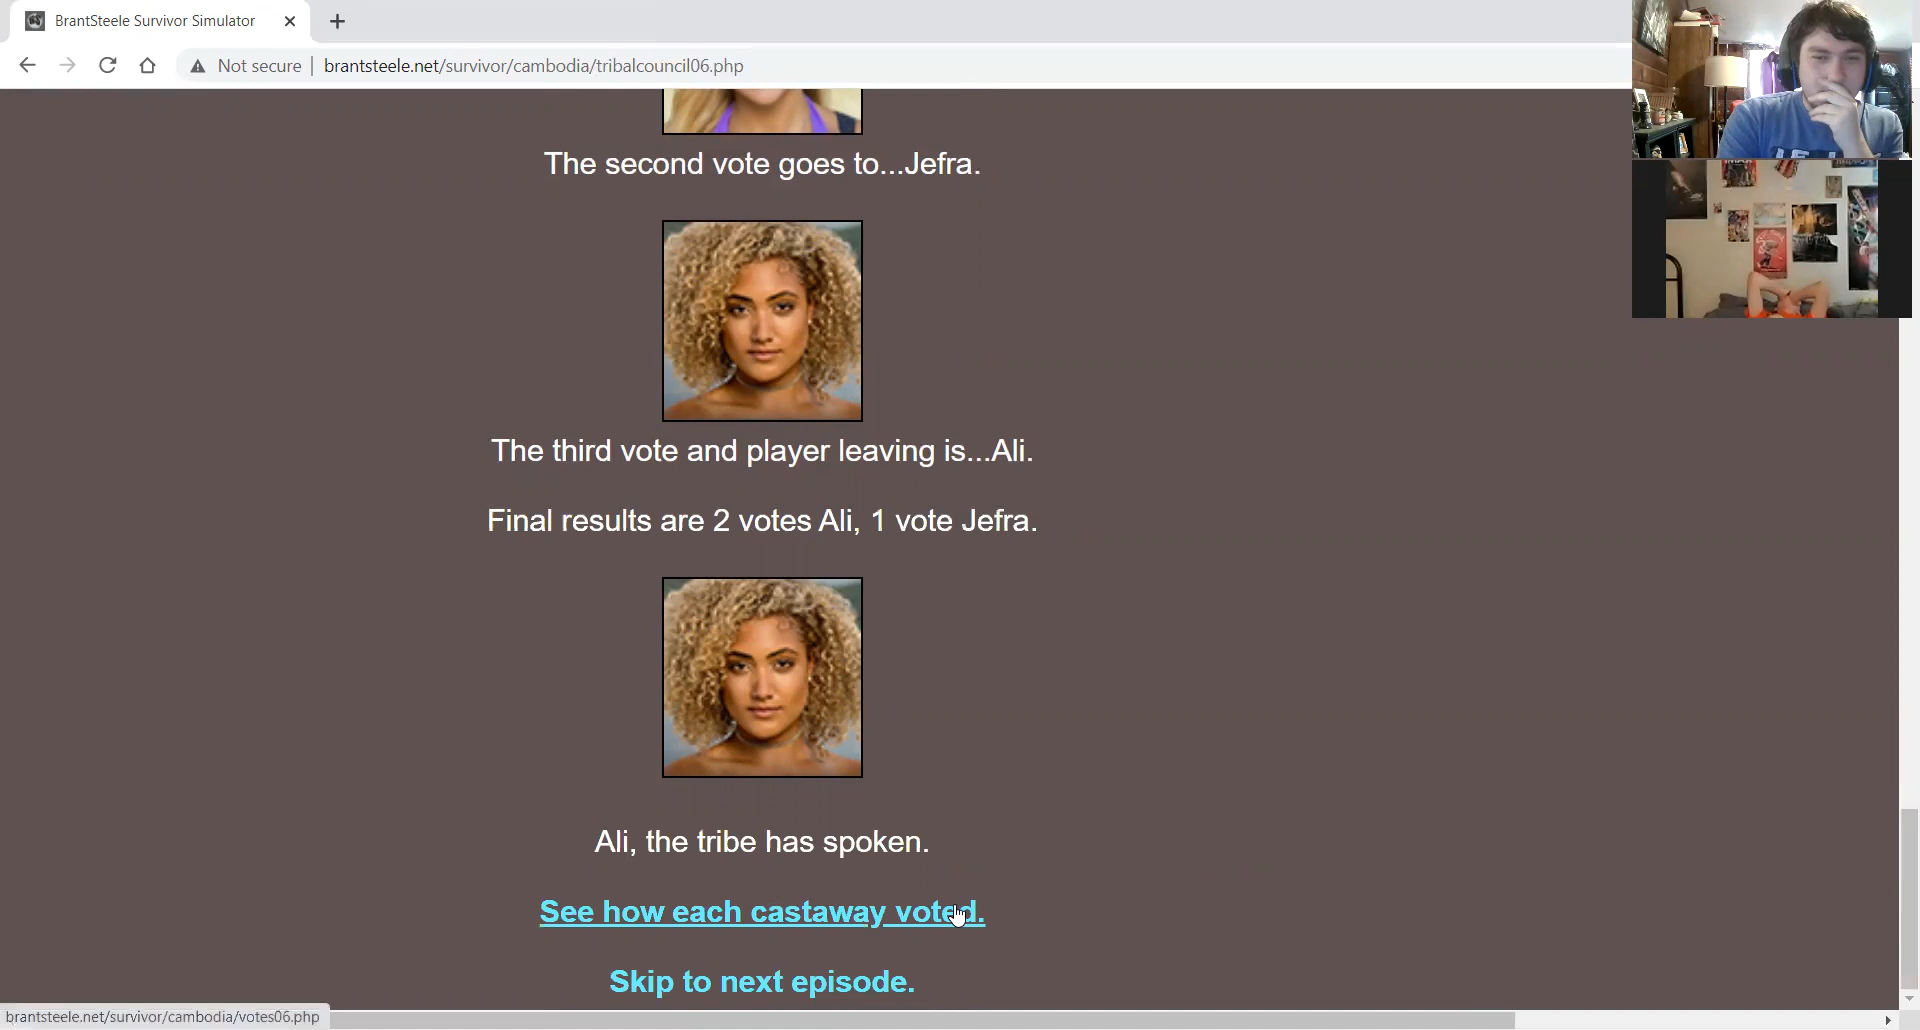 BrantSteele Survivor Simulator
Not secure | brantsteele.net/survivor/cambodia/tribalcouncil06.php
The second vote goes to...Jefra.
The third vote and player leaving is...Ali.
Final results are 2 votes Ali, 1 vote Jefra.
Ali, the tribe has spoken.
See how each castaway voted.
Skip to next episode.
brantsteele.net/survivor/cambodia/votes06.php